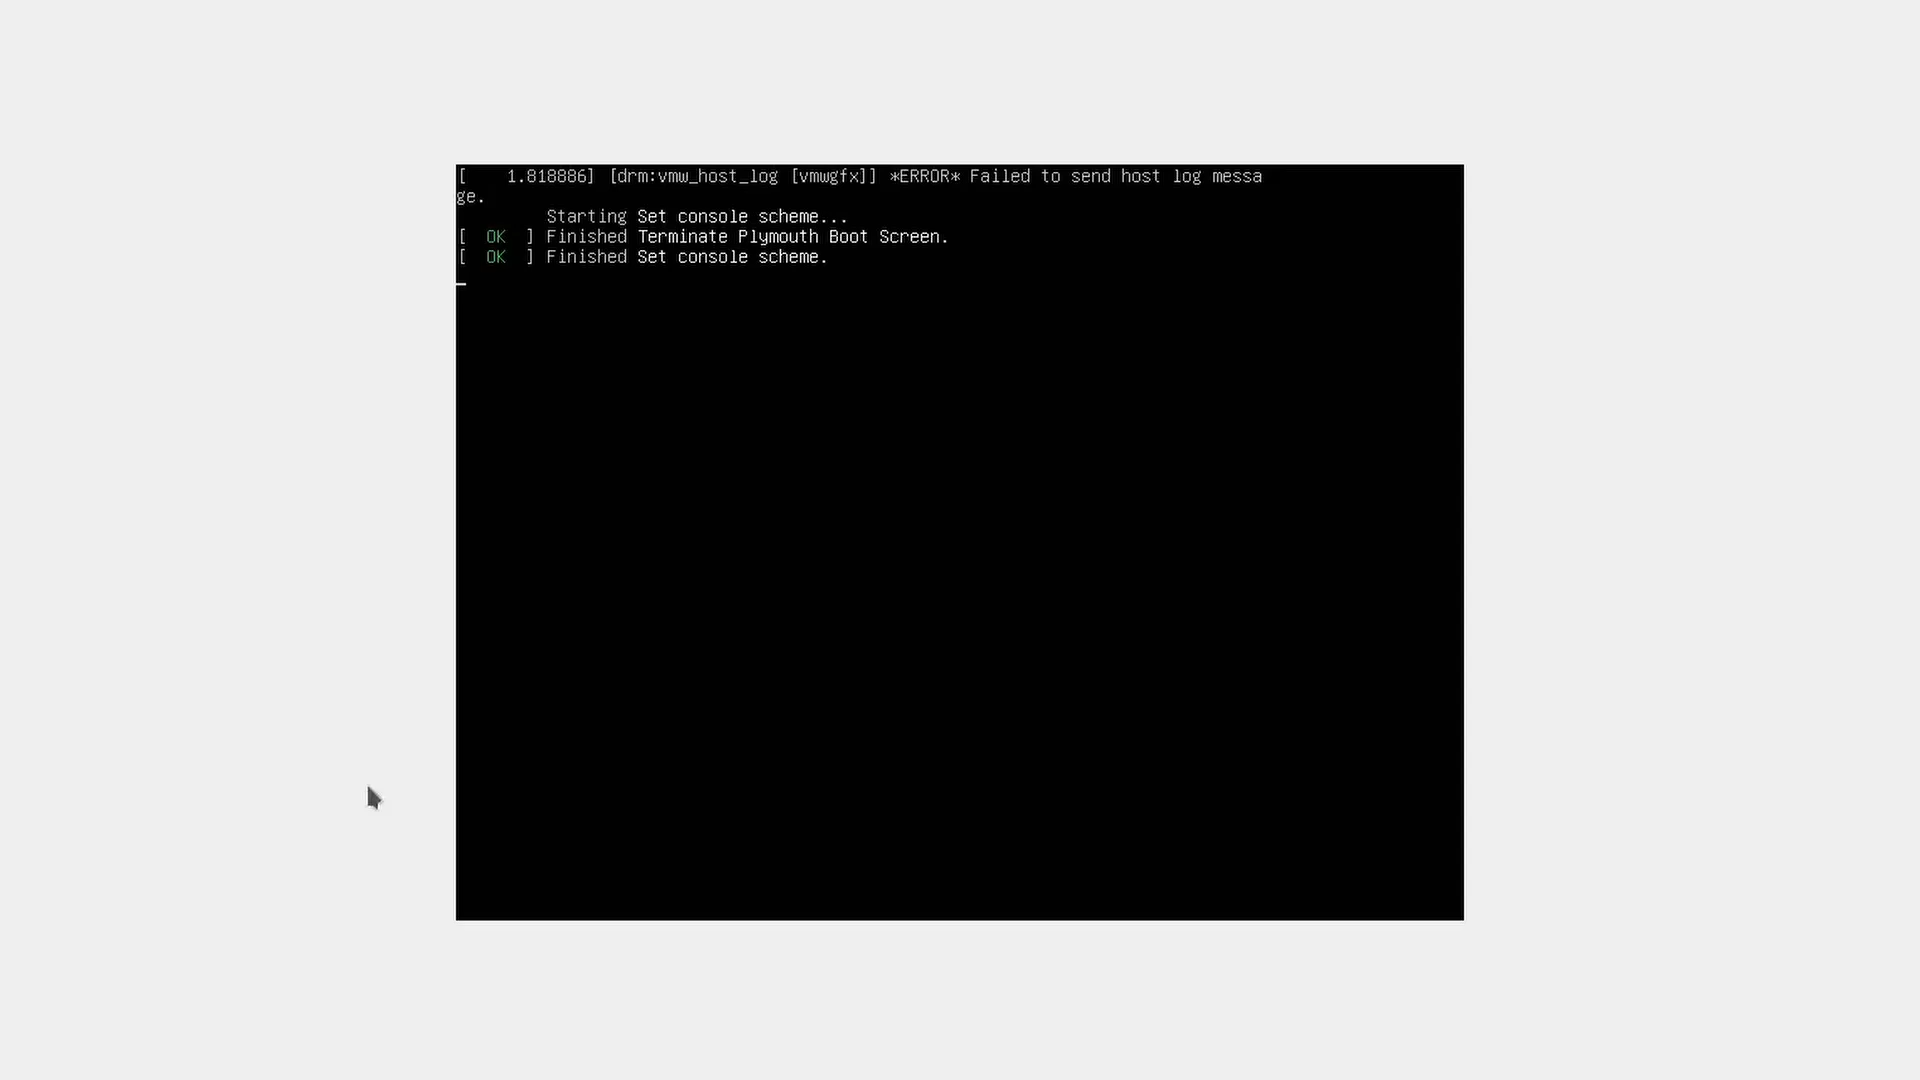 [    1.818886] [drm:vmw_host_log [vmwgfx]] *ERROR* Failed to send host log messa
ge.
         Starting Set console scheme...
[  OK  ] Finished Terminate Plymouth Boot Screen.
[  OK  ] Finished Set console scheme.